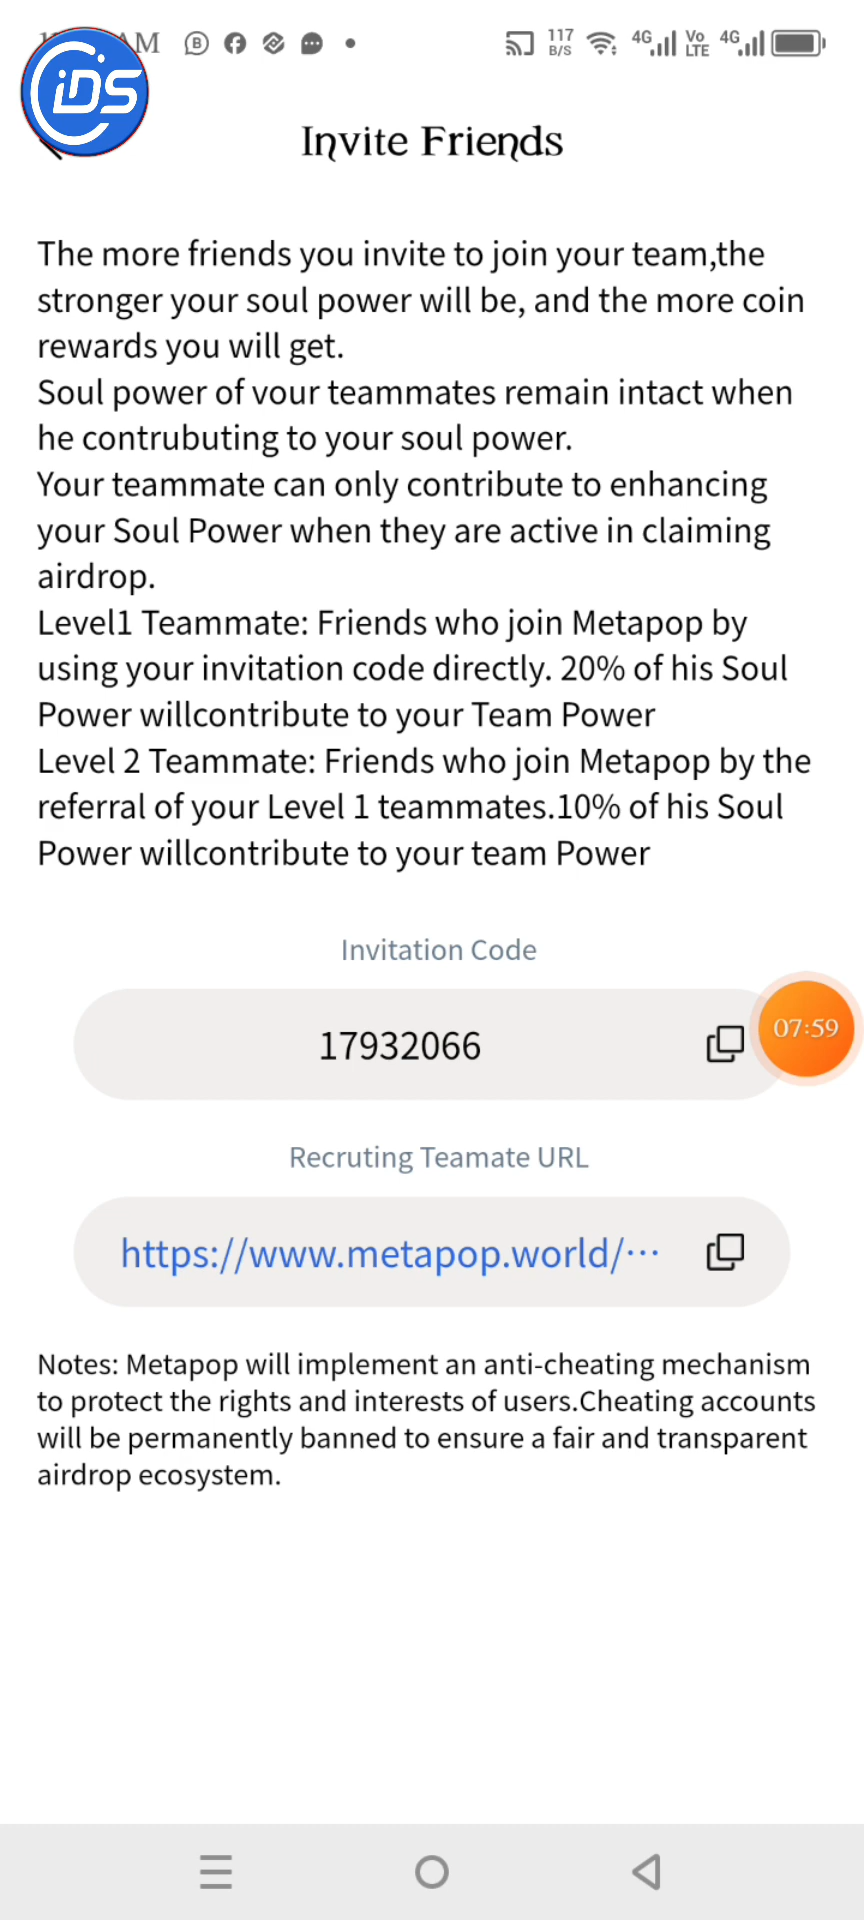 AM
117
B/S
4G
Vo
LTE
4G
iDS
Invite Friends
The more friends you invite to join your team,the
stronger your soul power will be, and the more coin
rewards you will get.
Soul power of vour teammates remain intact when
he contrubuting to your soul power.
Your teammate can only contribute to enhancing
your Soul Power when they are active in claiming
airdrop.
Level1 Teammate: Friends who join Metapop by
using your invitation code directly. 20% of his Soul
Power willcontribute to your Team Power
Level 2 Teammate: Friends who join Metapop by the
referral of your Level 1 teammates.10% of his Soul
Power willcontribute to your team Power
Invitation Code
17932066
07:59
Recruting Teamate URL
https://www.metapop.world/···
Notes: Metapop will implement an anti-cheating mechanism
to protect the rights and interests of users.Cheating accounts
will be permanently banned to ensure a fair and transparent
airdrop ecosystem.